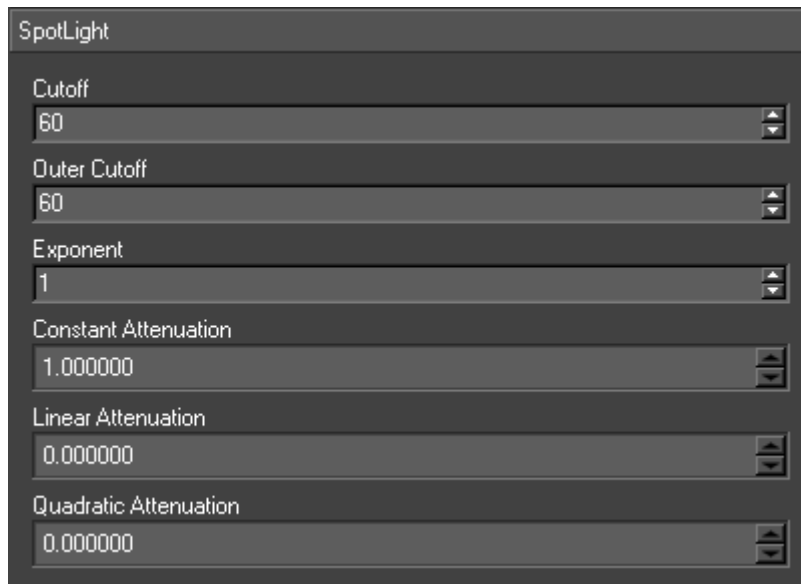 SpotLight
Cutoff
60
Outer Cutoff
60
Exponent
1
Constant Attenuation
1.000000
Linear Attenuation
0.000000
Quadratic Attenuation
0.000000